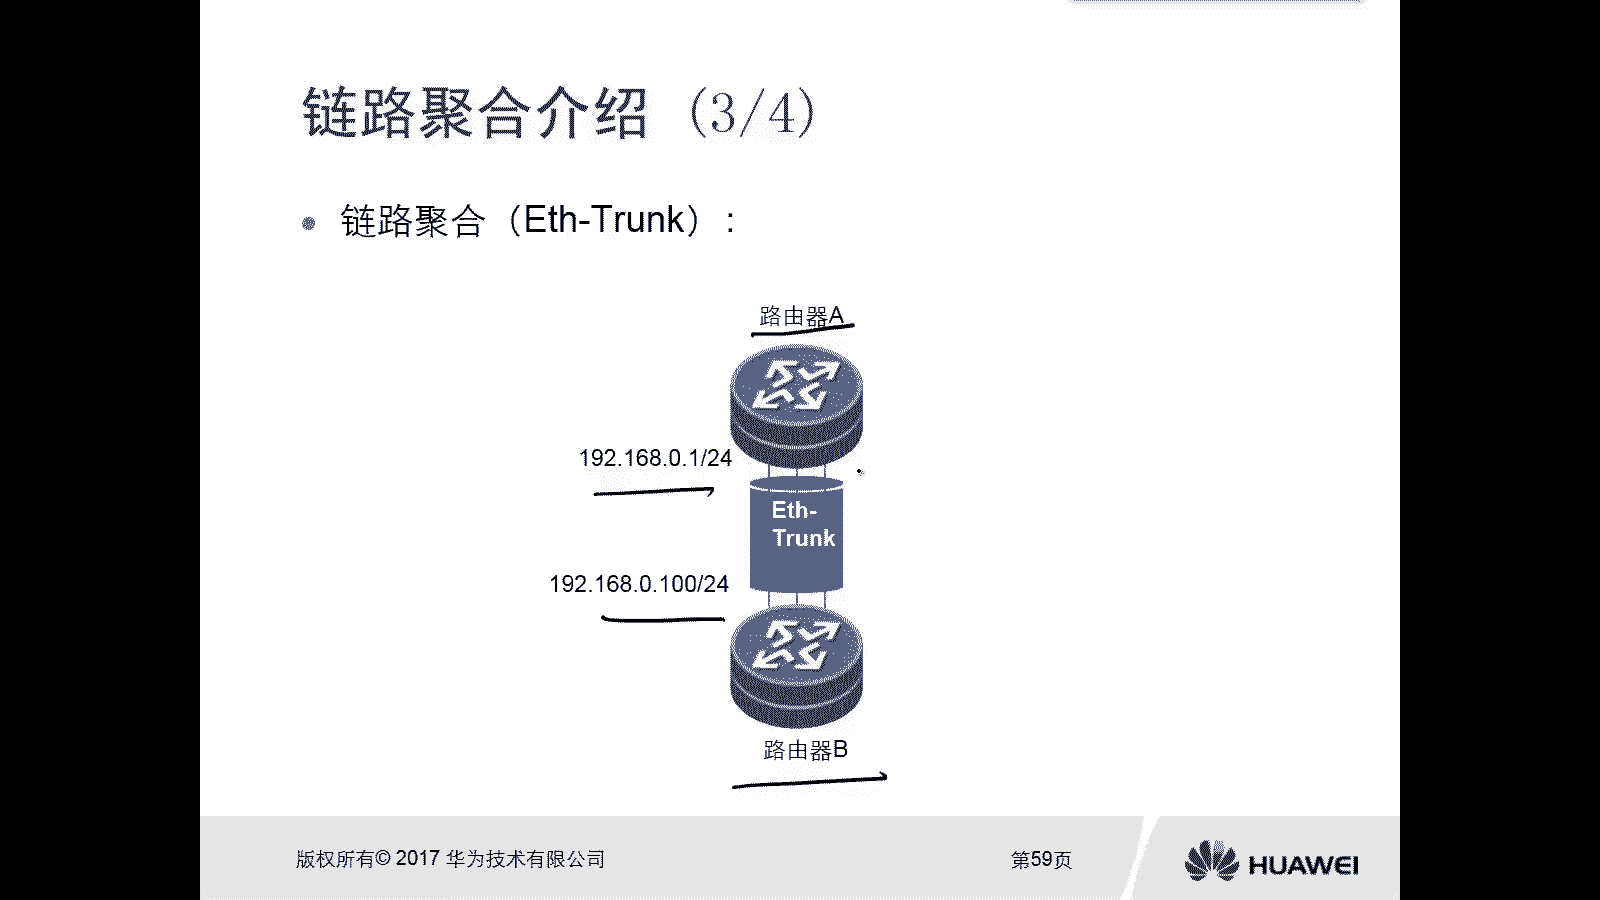 链路聚合介绍 (3/4)
链路聚合（Eth-Trunk）:
路由器A
192.168.0.1/24
Eth-
Trunk
192.168.0.100/24
路由器B
版权所有© 2017 华为技术有限公司
第59页
HUAWEI